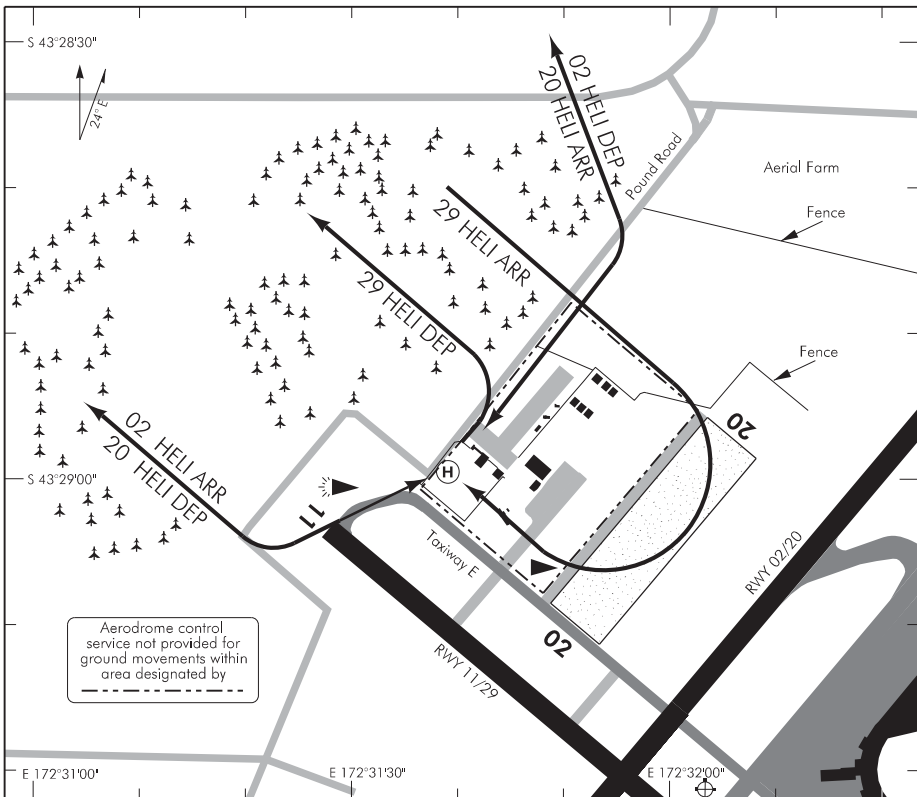 S 43°28'30"
24° E
02 HELI DEP
20 HELI ARR
Pound Road
Aerial Farm
Fence
29 HELI ARR
29 HELI DEP
Fence
20
02 HELI ARR
20 HELI DEP
H
S 43°29'00"
11
Taxiway E
RWY 02/20
02
RWY 11/29
Aerodrome control
service not provided for
ground movements within
area designated by
E 172°31'00"
E 172°31'30"
E 172°32'00"